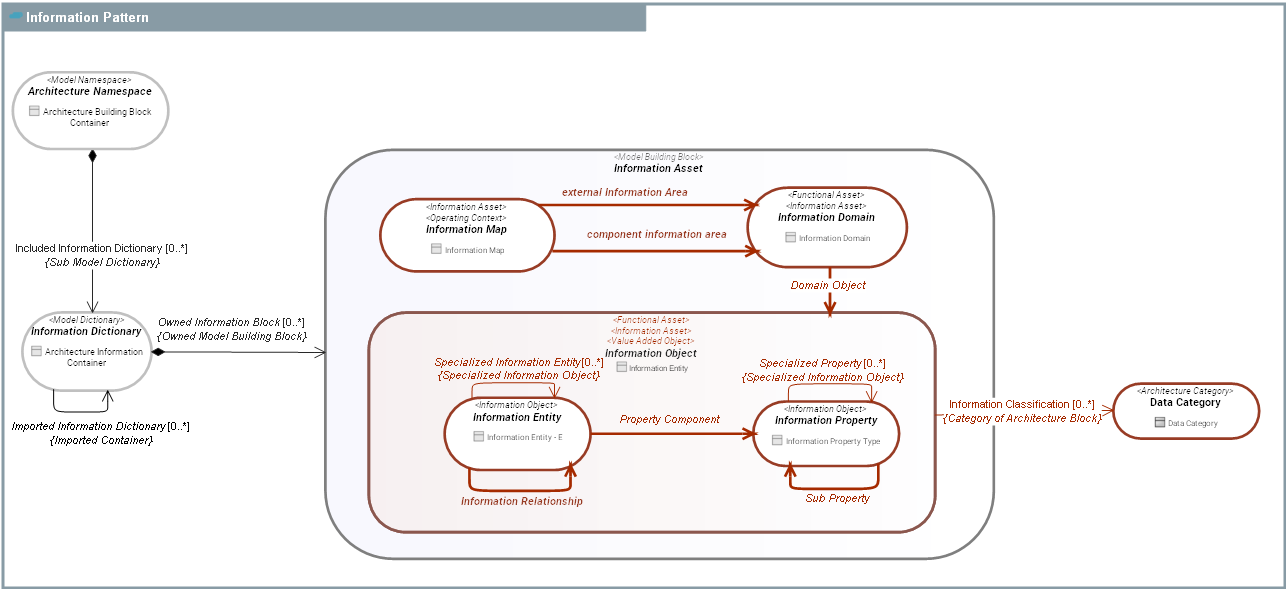 Information Pattern
<Model Namespace>
Architecture Namespace
Architecture Building Block
Container
Included Information Dictionary [0..*]
{Sub Model Dictionary}
<Model Dictionary>
Information Dictionary
Architecture Information
Container
Imported Information Dictionary[0..*]
{Imported Container}
Owned Information Block [0..*]
{Owned Model Building Block}
<Model Building Block>
Information Asset
<Information Asset>
<Operating Context>
Information Map
Information Map
external Information Area
component information area
<Functional Asset>
<Information Asset>
Information Domain
Information Domain
Domain Object
<Functional Asset>
<Information Asset>
<Value Added Object>
Information Object
Information Entity
Specialized Information Entity[0..*]
{Specialized Information Object}
<Information Object>
Information Entity
Information Entity - E
Information Relationship
Property Component
Specialized Property [0..*]
{Specialized Information Object}
<Information Object>
Information Property
Information Property Type
Sub Property
Information Classification [0..*]
{Category of Architecture Block}
<Architecture Category>
Data Category
Data Category